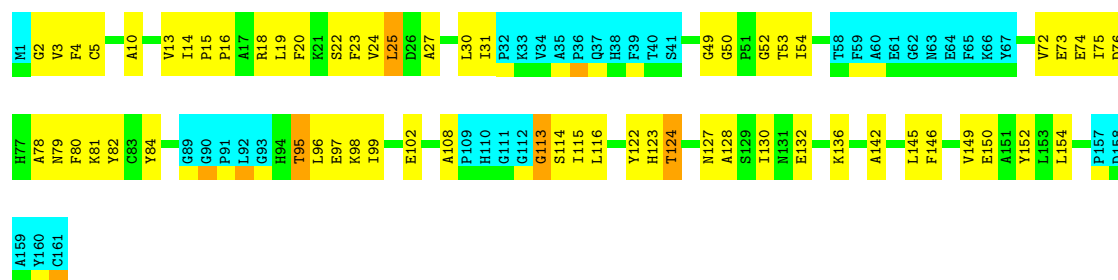 M1 G2 V3 F4 C5 A10 V13 I14 P15 P16 A17 R18 L19 F20 K21 S22 F23 V24 L25 D26 A27 L30 I31 P32 K33 V34 A35 P36 Q37 H38 F39 T40 S41 G49 G50 P51 G52 T53 I54 T58 F59 A60 E61 G62 N63 E64 F65 K66 Y67 V72 E73 E74 I75 D76
H77 A78 N79 F80 K81 Y82 C83 Y84 G89 G90 P91 L92 G93 H94 T95 L96 E97 K98 I99 E102 A108 P109 H110 G111 G112 G113 S114 I115 L116 Y122 H123 T124 N127 A128 S129 I130 N131 E132 K136 A142 L145 F146 V149 E150 A151 Y152 L153 L154 P157 D158
A159 Y160 C161